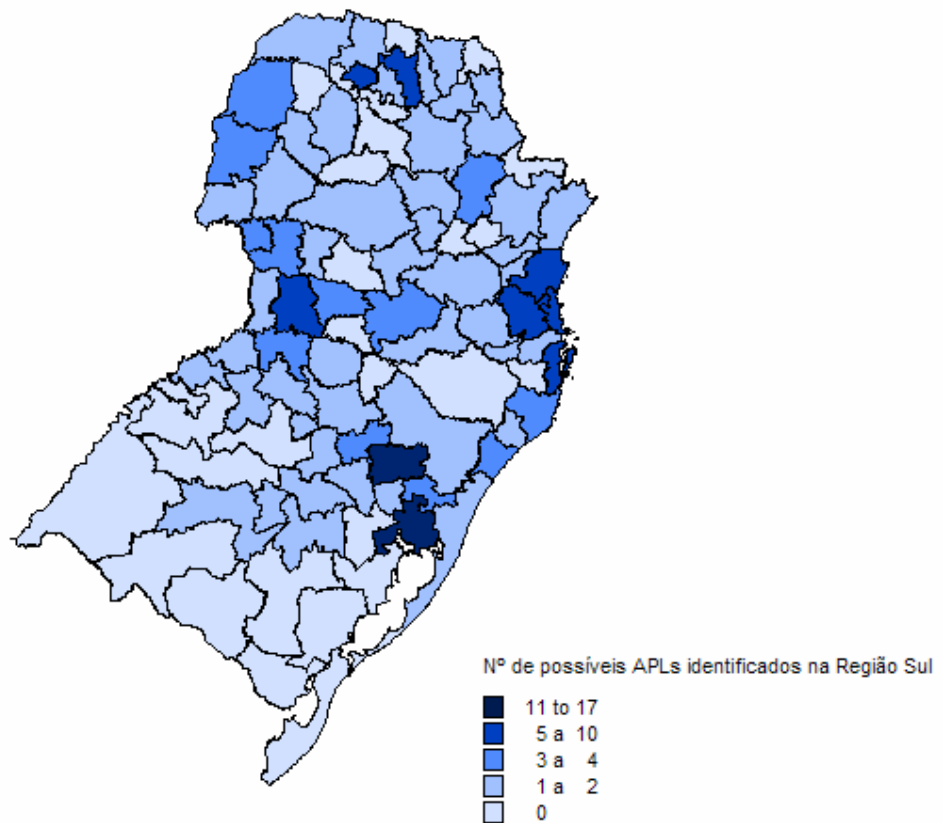 Nº de possíveis APLs identificados na Região Sul
11 to 17
5 a 10
3 a 4
1 a 2
0